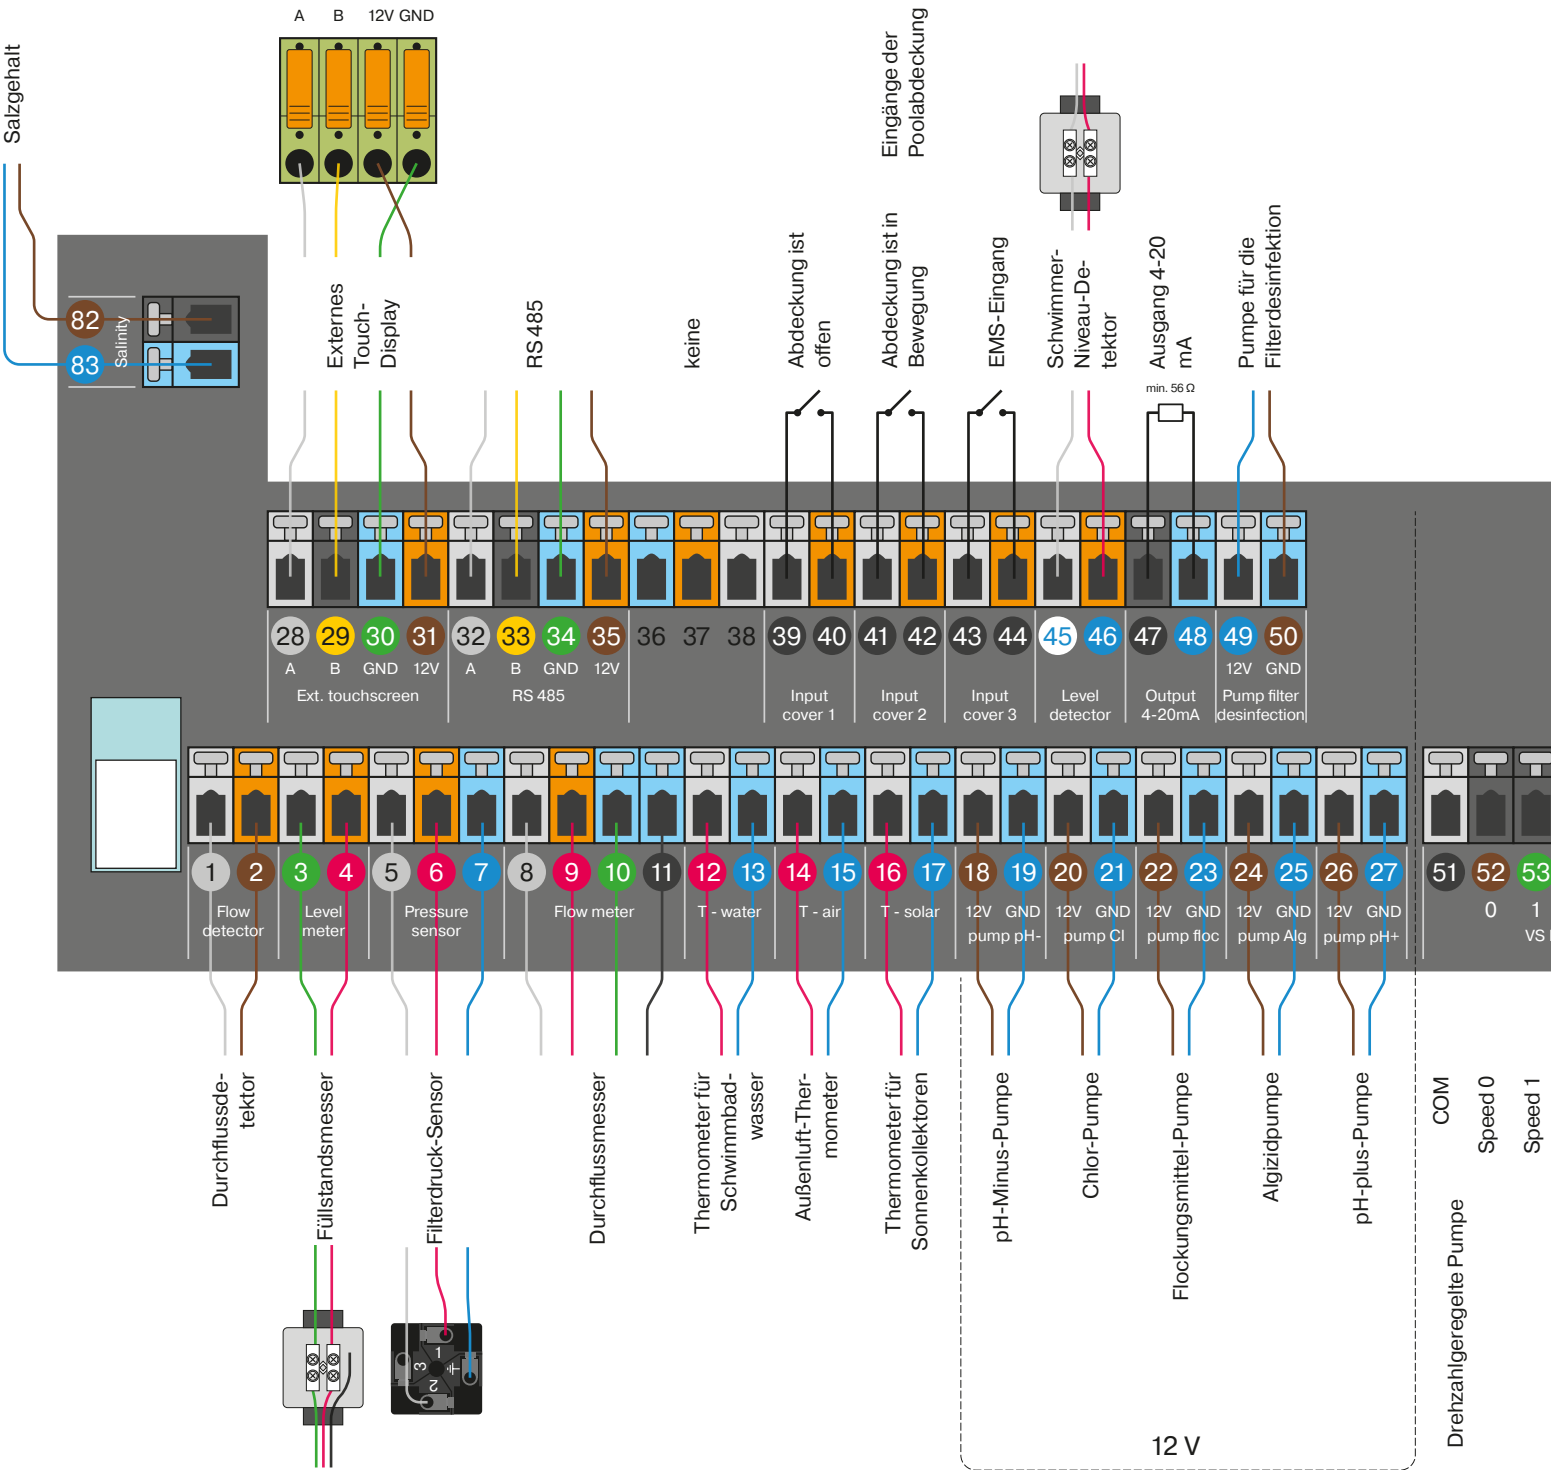 A B 12V GND
Salzgehalt
Eingänge der
Poolabdeckung
82
83
Salinity
Externes
Touch-
Display
RS 485
keine
Abdeckung ist
offen
Abdeckung ist in
Bewegung
EMS-Eingang
Schwimmer-
Niveau-De-
tektor
Ausgang 4-20
mA
min. 56 Ω
Pumpe für die
Filterdesinfektion
28 29 30 31 32 33 34 35 36 37 38 39 40 41 42 43 44 45 46 47 48 49 50
A B GND 12V A B GND 12V 12V GND
Ext. touchscreen
RS 485
Input
cover 1
Input
cover 2
Input
cover 3
Level
detector
Output
4-20mA
Pump filter
desinfection
1 2 3 4 5 6 7 8 9 10 11 12 13 14 15 16 17 18 19 20 21 22 23 24 25 26 27 51 52 53
Flow
detector
Level
meter
Pressure
sensor
Flow meter
T - water
T - air
T - solar
12V GND
pump pH-
12V GND
pump Cl
12V GND
pump floc
12V GND
pump Alg
12V GND
pump pH+
0 1
VS
Durchflussde-
tektor
Füllstandsmesser
Filterdruck-Sensor
Durchflussmesser
Thermometer für
Schwimmbad-
wasser
Außenluft-Ther-
mometer
Thermometer für
Sonnenkollektoren
pH-Minus-Pumpe
Chlor-Pumpe
Flockungsmittel-Pumpe
Algizidpumpe
pH-plus-Pumpe
COM
Speed 0
Speed 1
Drehzahlgeregelte Pumpe
1
3
2
12 V